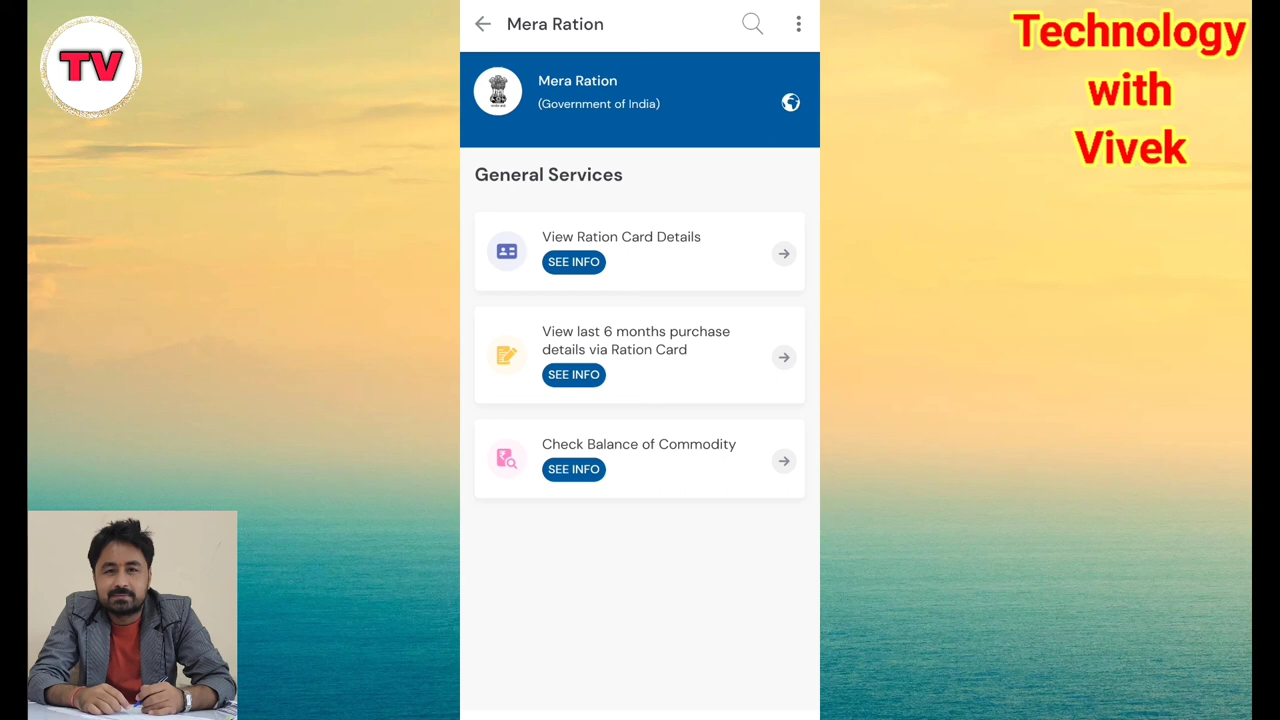 TV
Technology
with
Vivek
Mera Ration
Mera Ration
(Government of India)
General Services
View Ration Card Details
SEE INFO
View last 6 months purchase
details via Ration Card
SEE INFO
Check Balance of Commodity
SEE INFO